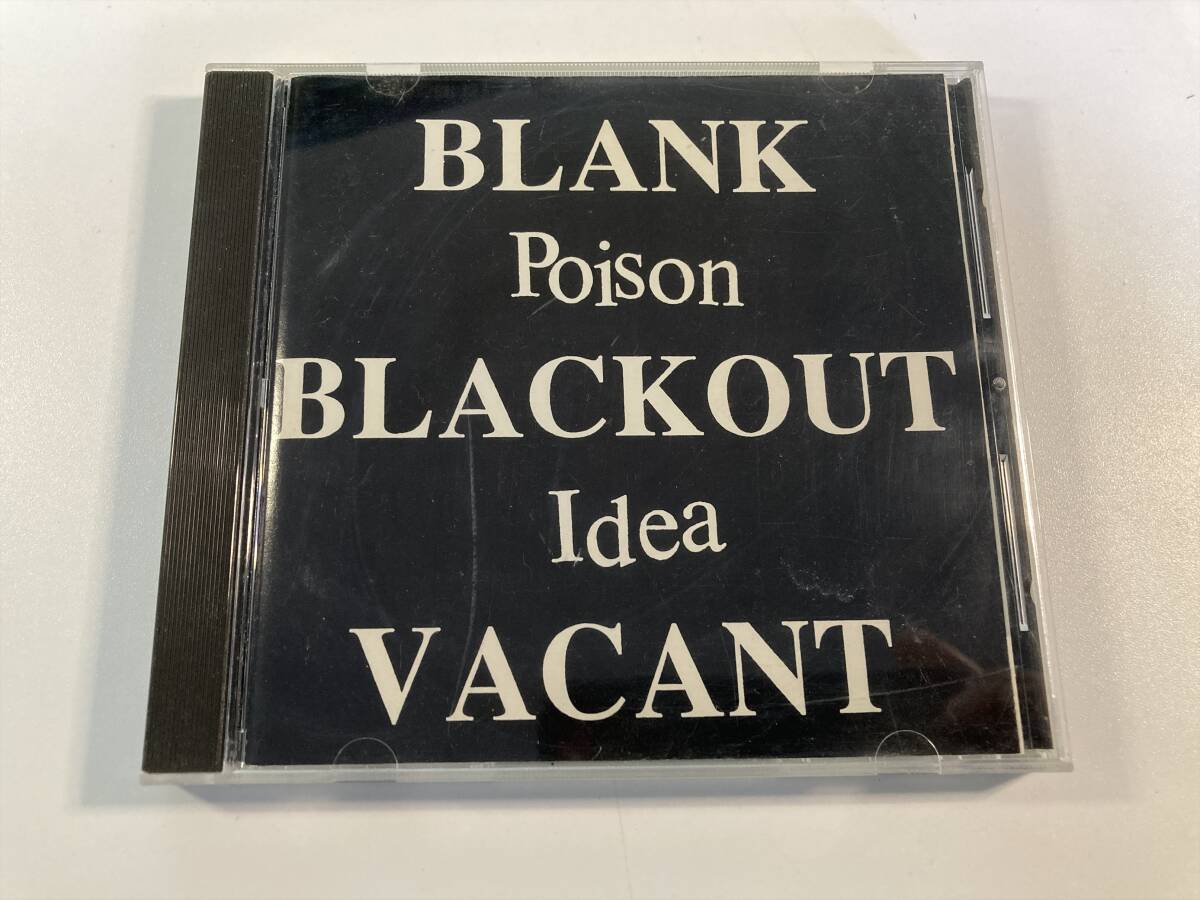 BLANK
Poison
BLACKOUT
Idea
VACANT